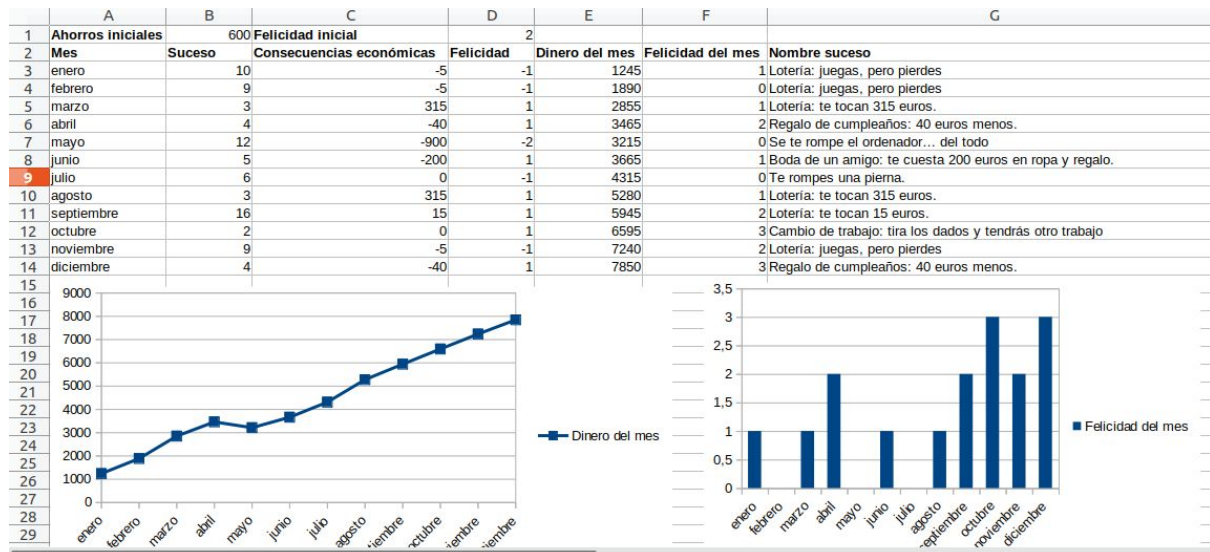 A B C D E F G
1 Ahorros iniciales 600 Felicidad inicial 2
2 Mes Suceso Consecuencias económicas Felicidad Dinero del mes Felicidad del mes Nombre suceso
3 enero 10 -5 -1 1245 1 Lotería: juegas, pero pierdes
4 febrero 9 -5 -1 1890 0 Lotería: juegas, pero pierdes
5 marzo 3 315 1 2855 1 Lotería: te tocan 315 euros.
6 abril 4 -40 1 3465 2 Regalo de cumpleaños: 40 euros menos.
7 mayo 12 -900 -2 3215 0 Se te rompe el ordenador... del todo
8 junio 5 -200 1 3665 1 Boda de un amigo: te cuesta 200 euros en ropa y regalo.
9 julio 6 0 -1 4315 0 Te rompes una pierna.
10 agosto 3 315 1 5280 1 Lotería: te tocan 315 euros.
11 septiembre 16 15 1 5945 2 Lotería: te tocan 15 euros.
12 octubre 2 0 1 6595 3 Cambio de trabajo: tira los dados y tendrás otro trabajo
13 noviembre 9 -5 -1 7240 2 Lotería: juegas, pero pierdes
14 diciembre 4 -40 1 7850 3 Regalo de cumpleaños: 40 euros menos.
15
16
17
18
19
20
21
22
23
24
25
26
27
28
29
9000
8000
7000
6000
5000
4000
3000
2000
1000
0
enero ebrero marzo abril mayo junio julio agosto iembre octubre iembre iembre
Dinero del mes
3,5
3
2,5
2
1,5
1
0,5
0
enero febrero marzo abril mayo junio julio agosto eptiembre octubre oviembre diciembre
Felicidad del mes